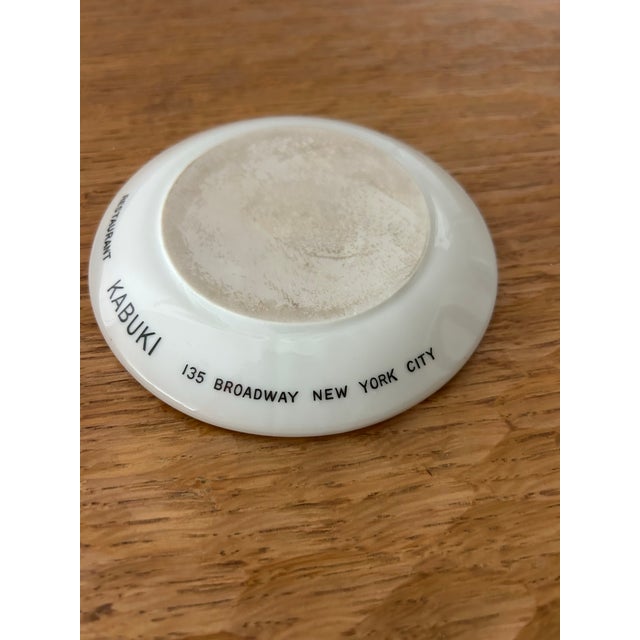 RESTAURANT KABUKI
135 BROADWAY NEW YORK CITY